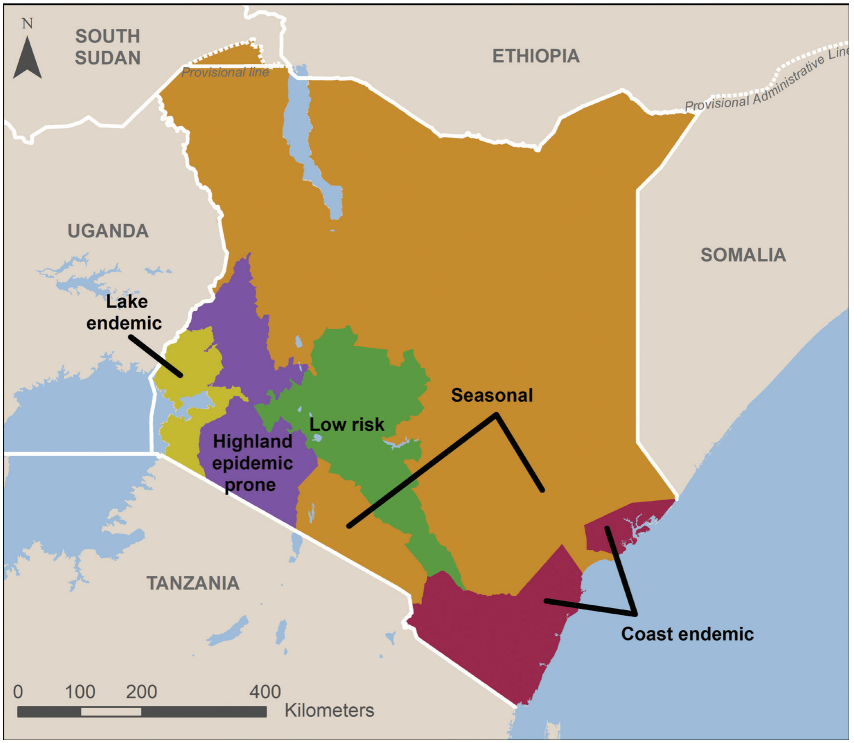 N
SOUTH
SUDAN
ETHIOPIA
Provisional line
Provisional Administrative Line
UGANDA
SOMALIA
Lake
endemic
Seasonal
Low risk
Highland
epidemic
prone
TANZANIA
Coast endemic
0 100 200 400
Kilometers